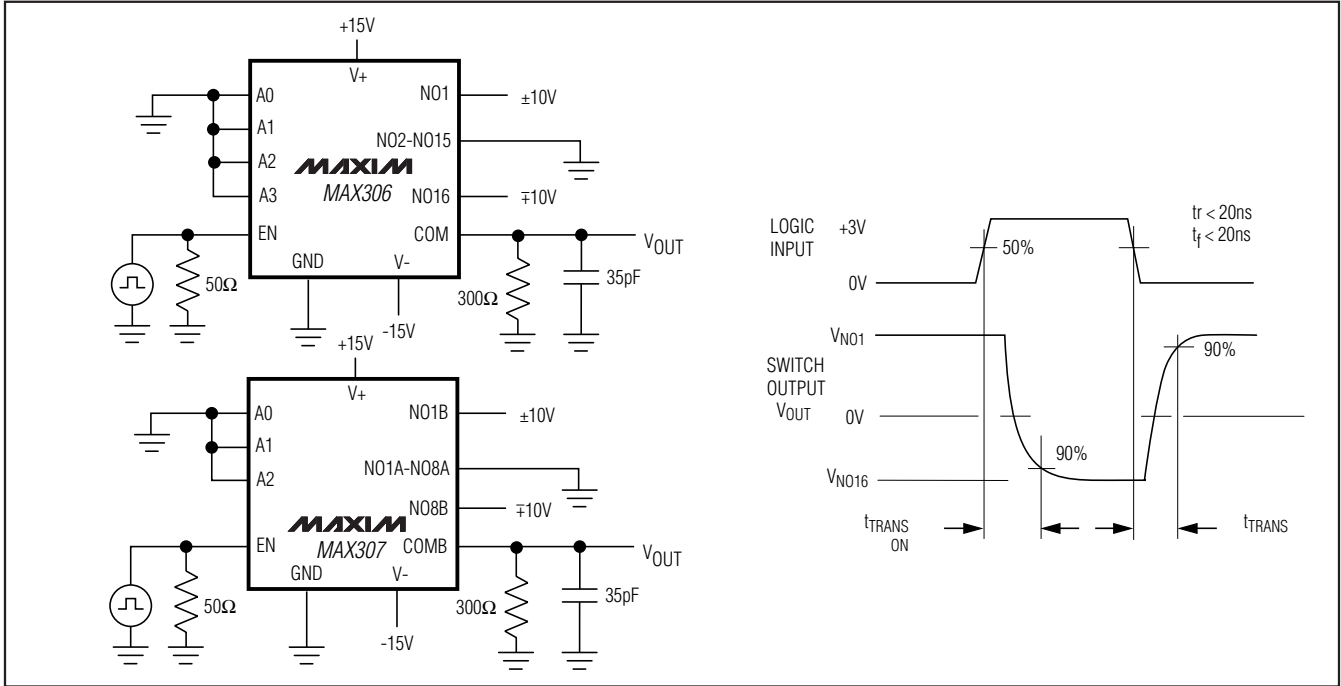 +15V
V+
A0
NO1
±10V
A1
NO2-NO15
A2
MAXIM
MAX306
A3
NO16
∓10V
EN
COM
VOUT
GND
V-
50Ω
300Ω
35pF
-15V
+15V
V+
A0
NO1B
±10V
A1
NO1A-NO8A
A2
NO8B
∓10V
MAXIM
MAX307
EN
COMB
VOUT
GND
V-
50Ω
300Ω
35pF
-15V
LOGIC
INPUT
+3V
50%
0V
tr < 20ns
tf < 20ns
VNO1
90%
SWITCH
OUTPUT
VOUT
0V
90%
VNO16
tTRANS
ON
tTRANS